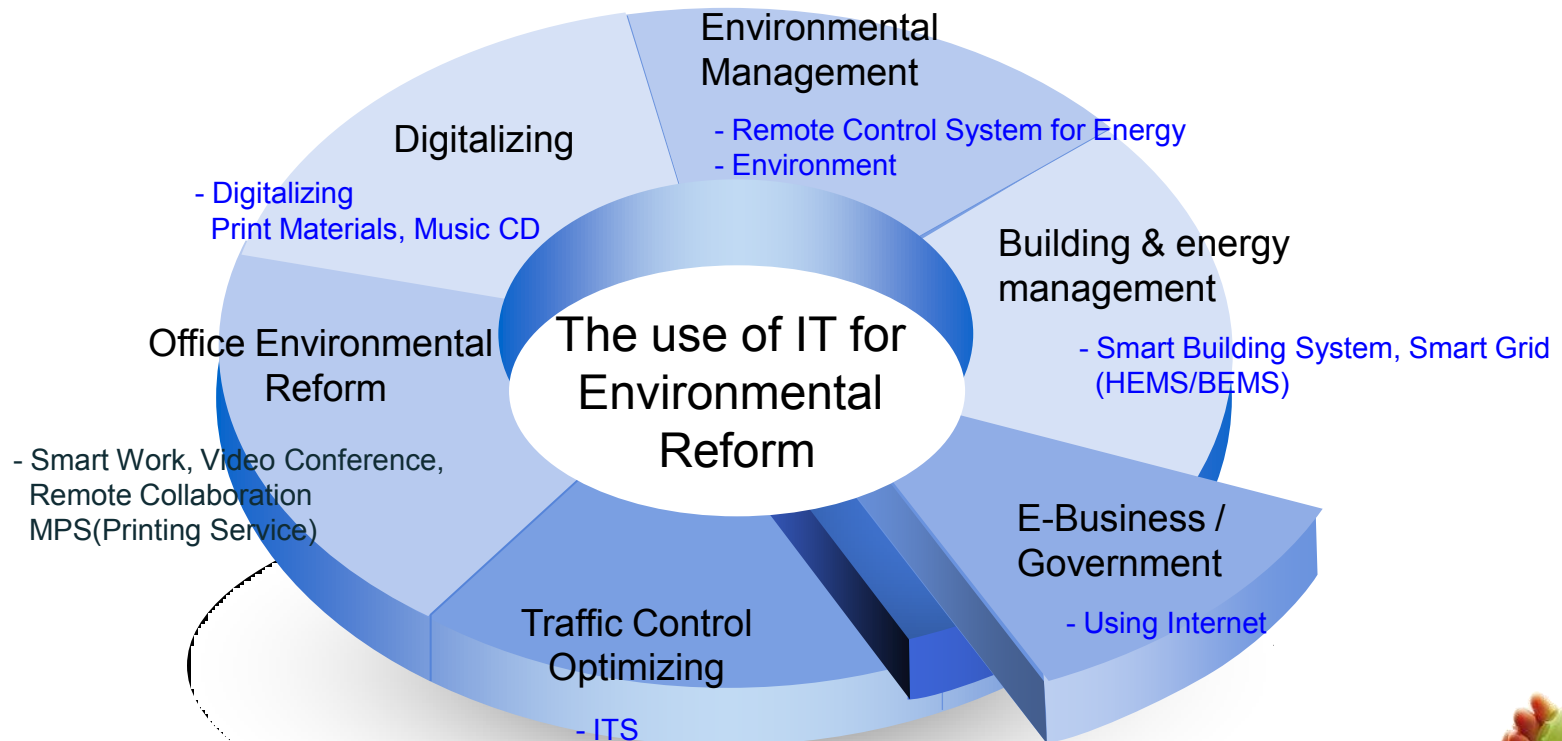 Environmental
Management
- Remote Control System for Energy
- Environment
Digitalizing
- Digitalizing
Print Materials, Music CD
Building & energy
management
- Smart Building System, Smart Grid
(HEMS/BEMS)
Office Environmental
Reform
- Smart Work, Video Conference,
Remote Collaboration
MPS(Printing Service)
The use of IT for
Environmental
Reform
E-Business /
Government
- Using Internet
Traffic Control
Optimizing
- ITS